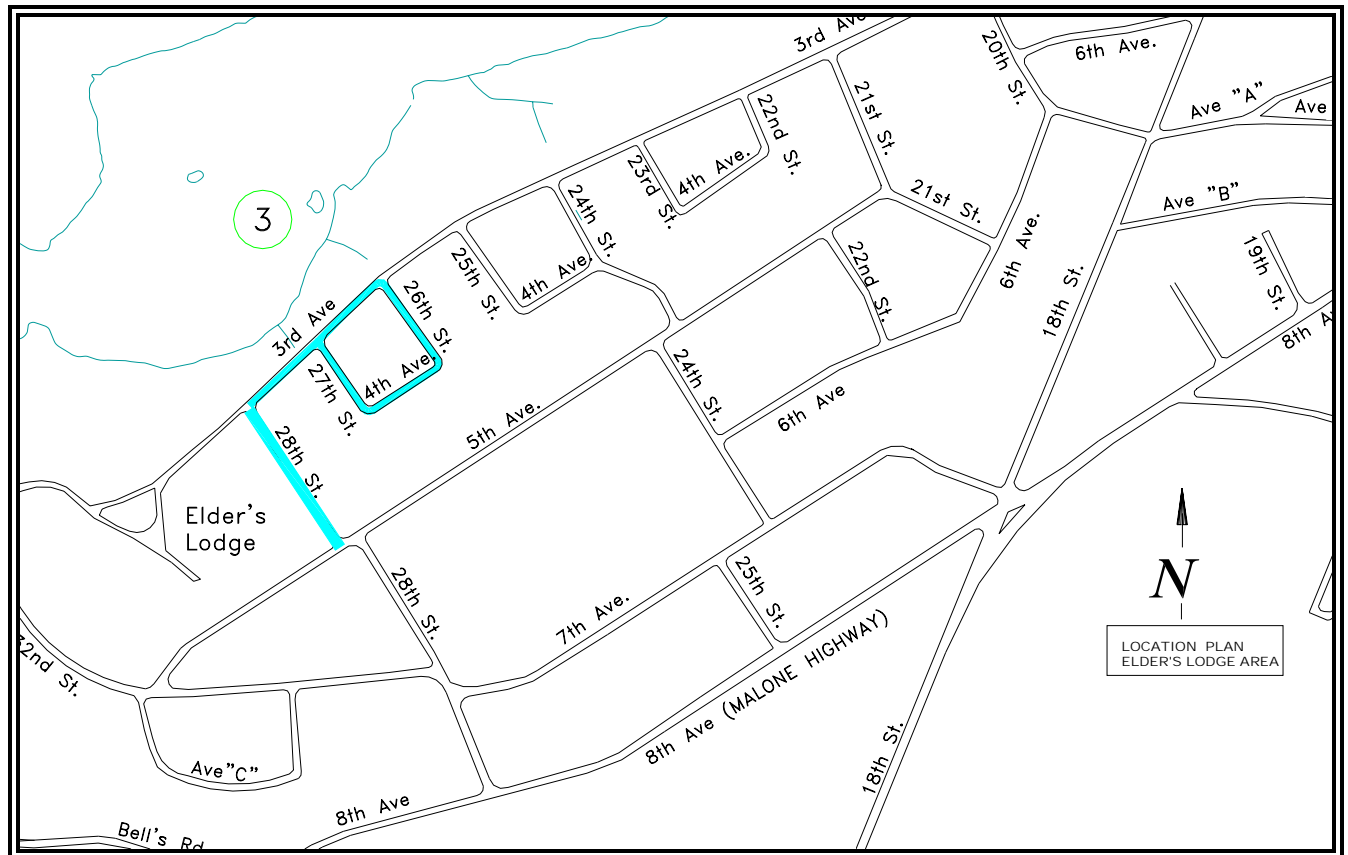 3rd Ave
20th St.
6th Ave.
Ave "A"
Ave
22nd St.
21st St.
23rd St.
4th Ave.
24th St.
21st St.
Ave "B"
3
25th St.
4th Ave.
22nd St.
6th Ave.
18th St.
19th St.
8th Av
3rd Ave
26th St.
27th St.
4th Ave.
24th St.
6th Ave
5th Ave.
28th St.
Elder's
Lodge
N
28th St.
25th St.
7th Ave.
LOCATION PLAN
ELDER'S LODGE AREA
32nd St.
8th Ave (MALONE HIGHWAY)
18th St.
Ave"C"
8th Ave
Bell's Rd